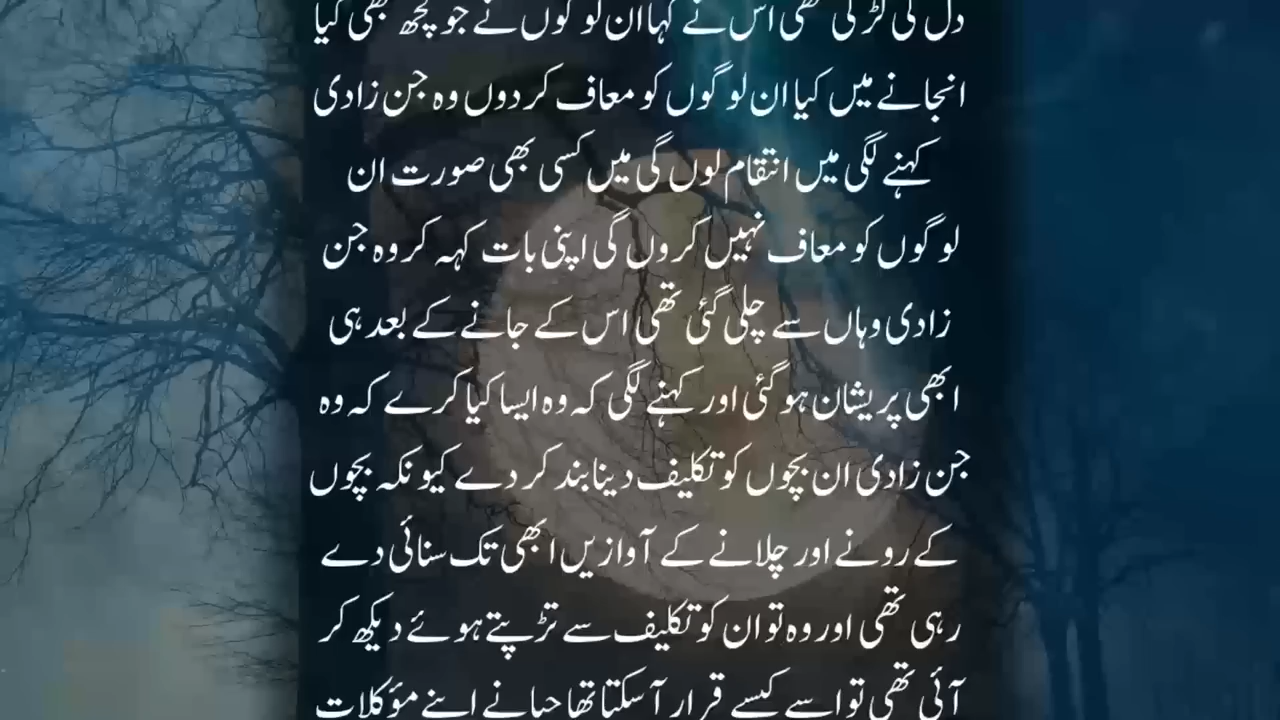 دل کی لڑکی تھی اس نے کہا ان لوگوں نے جو کچھ بھی کیا
انجانے میں کیا ان لوگوں کو معاف کر دوں وہ جن زادی
کہنے لگی میں انتقام لوں گی میں کسی بھی صورت ان
لوگوں کو معاف نہیں کروں گی اپنی بات کہہ کر وہ جن
زادی وہاں سے چلی گئی تھی اس کے جانے کے بعد ہی
ابھی پریشان ہو گئی اور کہنے لگی کہ وہ ایسا کیا کرے کہ وہ
جن زادی ان بچوں کو تکلیف دینا بند کر دے کیونکہ بچوں
کے رونے اور چلانے کے آوازیں ابھی تک سنائی دے
رہی تھی اور وہ تو ان کو تکلیف سے تڑپتے ہوئے دیکھ کر
آئی تھی تو اسے کیسے قرار آ سکتا تھا حیا نے اپنے مؤکلات